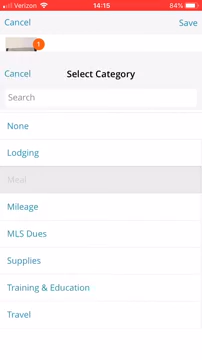 Verizon 14:15 84%
Cancel Save
1
Cancel Select Category
Search
None
Lodging
Meal
Mileage
MLS Dues
Supplies
Training & Education
Travel